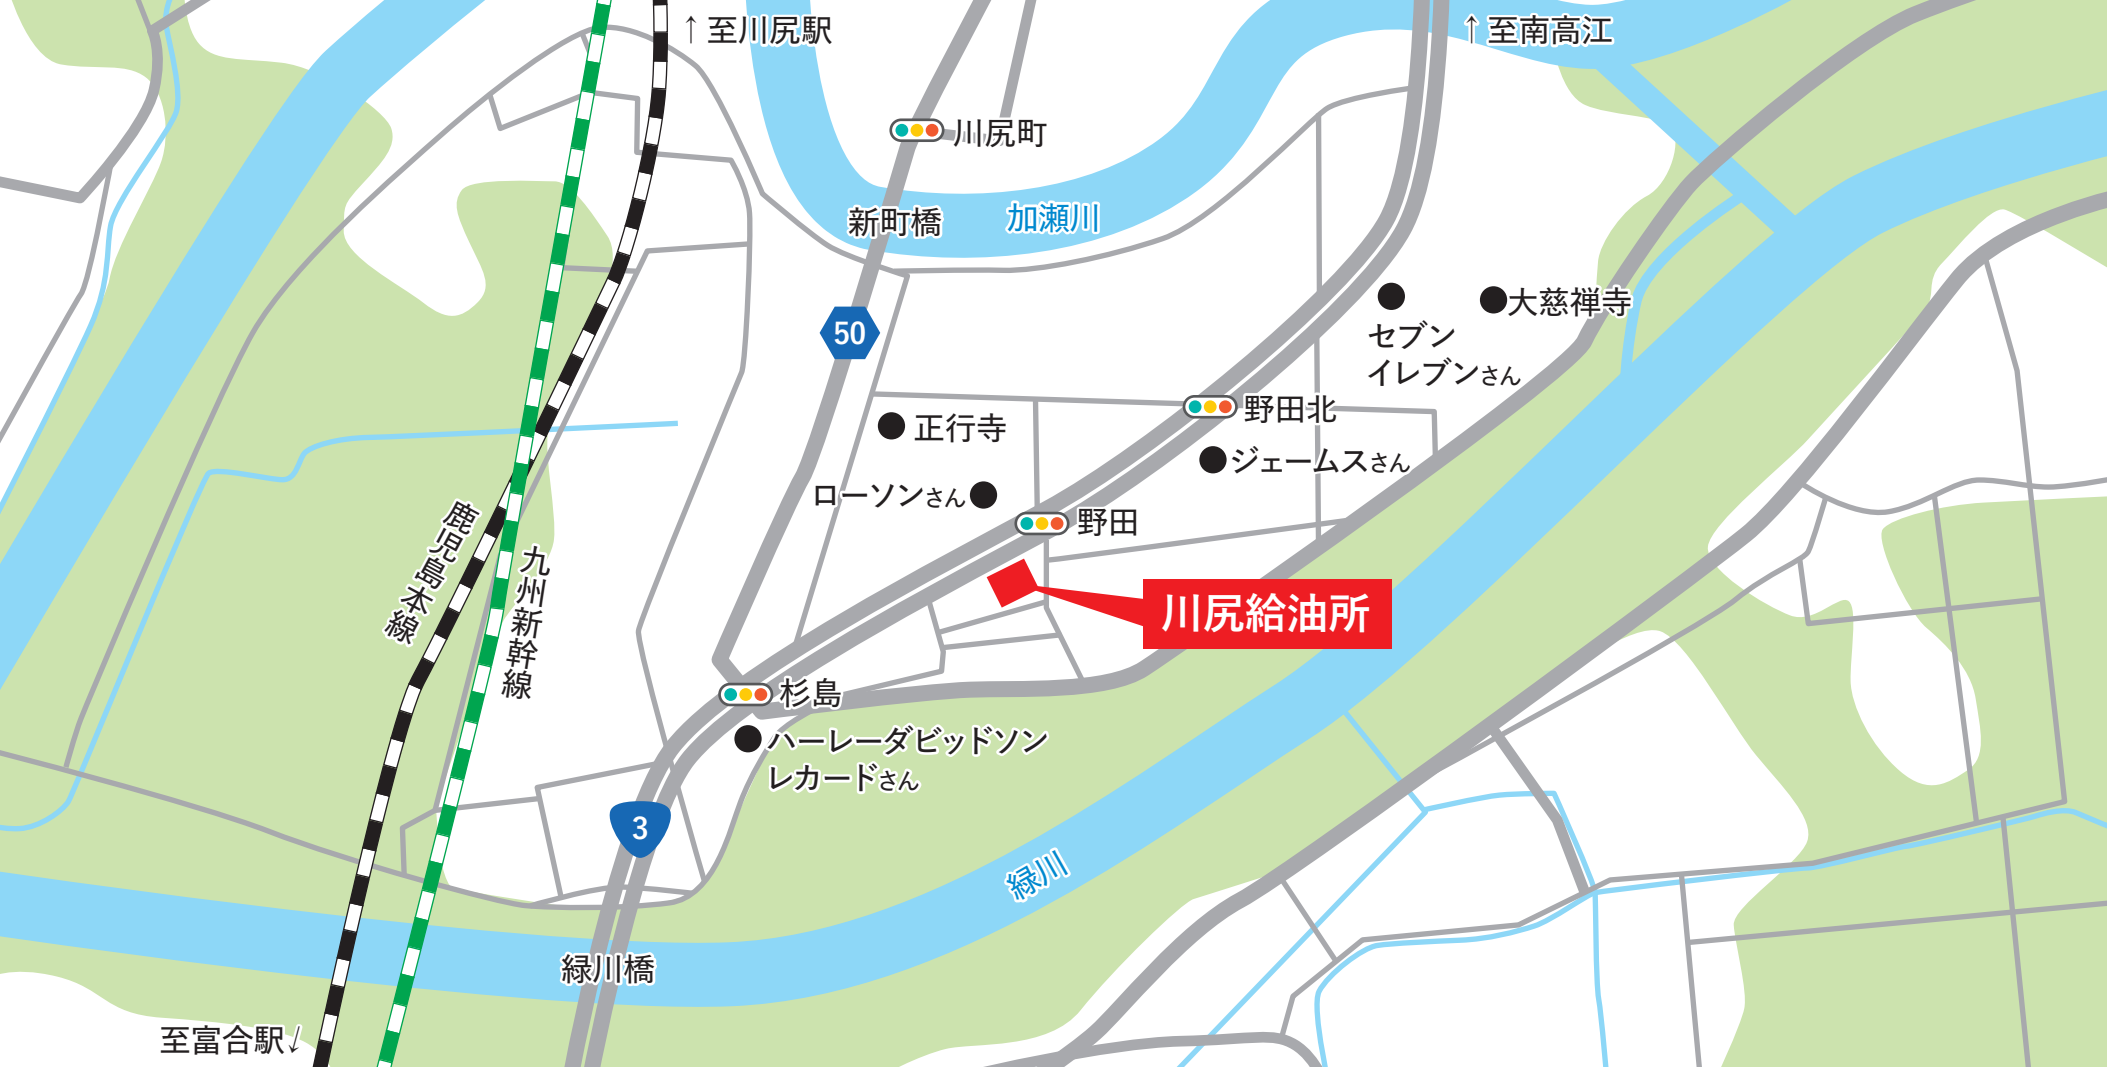 ↑至川尻駅
↑至南高江
川尻町
新町橋
加瀬川
50
セブン
イレブンさん
大慈禅寺
正行寺
野田北
ジェームスさん
ローソンさん
野田
鹿児島本線
九州新幹線
川尻給油所
杉島
ハーレーダビッドソン
レカードさん
3
緑川
緑川橋
至富合駅↓